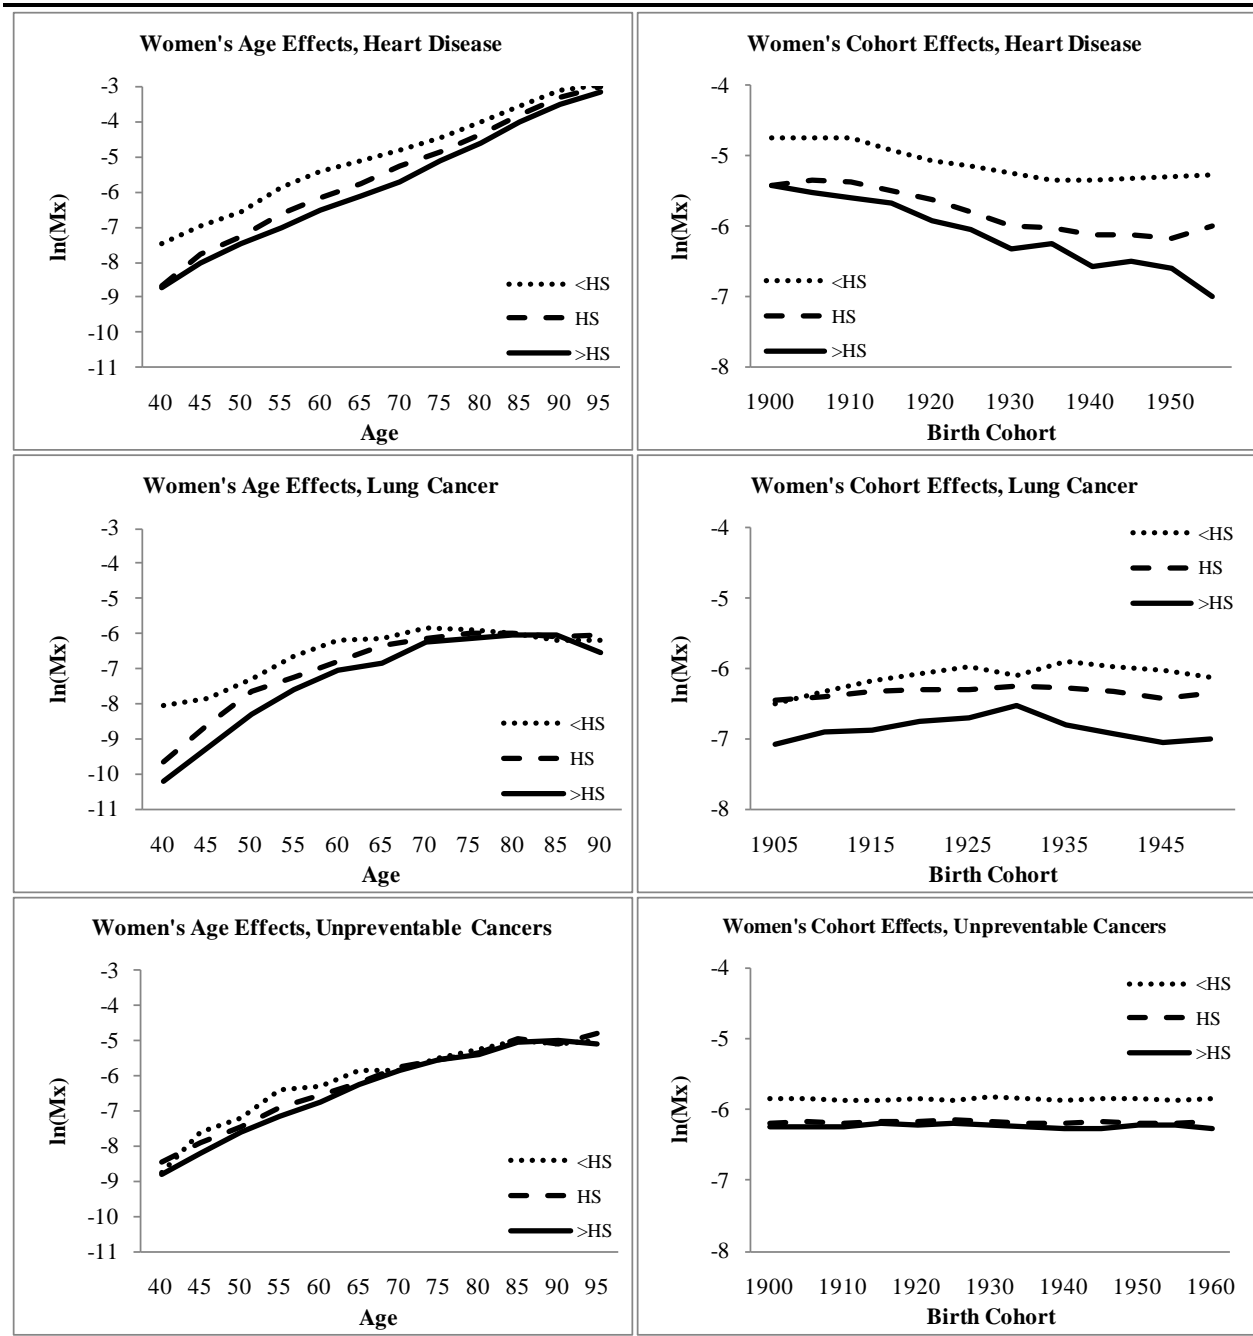 Women's Age Effects, Heart Disease
-3
-4
-5
-6
-7
-8
-9
-10
-11
ln(Mx)
<HS
HS
>HS
40 45 50 55 60 65 70 75 80 85 90 95
Age
Women's Cohort Effects, Heart Disease
-4
-5
-6
-7
-8
ln(Mx)
<HS
HS
>HS
1900 1910 1920 1930 1940 1950
Birth Cohort
Women's Age Effects, Lung Cancer
-3
-4
-5
-6
-7
-8
-9
-10
-11
ln(Mx)
<HS
HS
>HS
40 45 50 55 60 65 70 75 80 85 90
Age
Women's Cohort Effects, Lung Cancer
-4
-5
-6
-7
-8
ln(Mx)
<HS
HS
>HS
1905 1915 1925 1935 1945
Birth Cohort
Women's Age Effects, Unpreventable Cancers
-3
-4
-5
-6
-7
-8
-9
-10
-11
ln(Mx)
<HS
HS
>HS
40 45 50 55 60 65 70 75 80 85 90 95
Age
Women's Cohort Effects, Unpreventable Cancers
-4
-5
-6
-7
-8
ln(Mx)
<HS
HS
>HS
1900 1910 1920 1930 1940 1950 1960
Birth Cohort